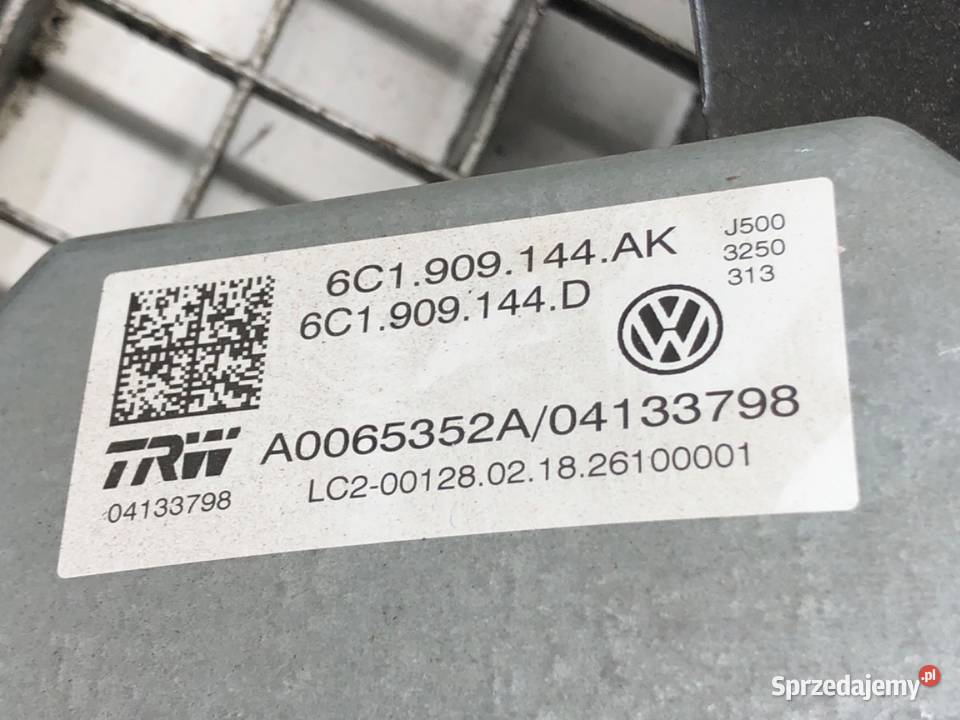 6C1.909.144.AK
6C1.909.144.D
J500
3250
313
TRW
04133798
A0065352A/04133798
LC2-00128.02.18.26100001
Sprzedajemy.pl